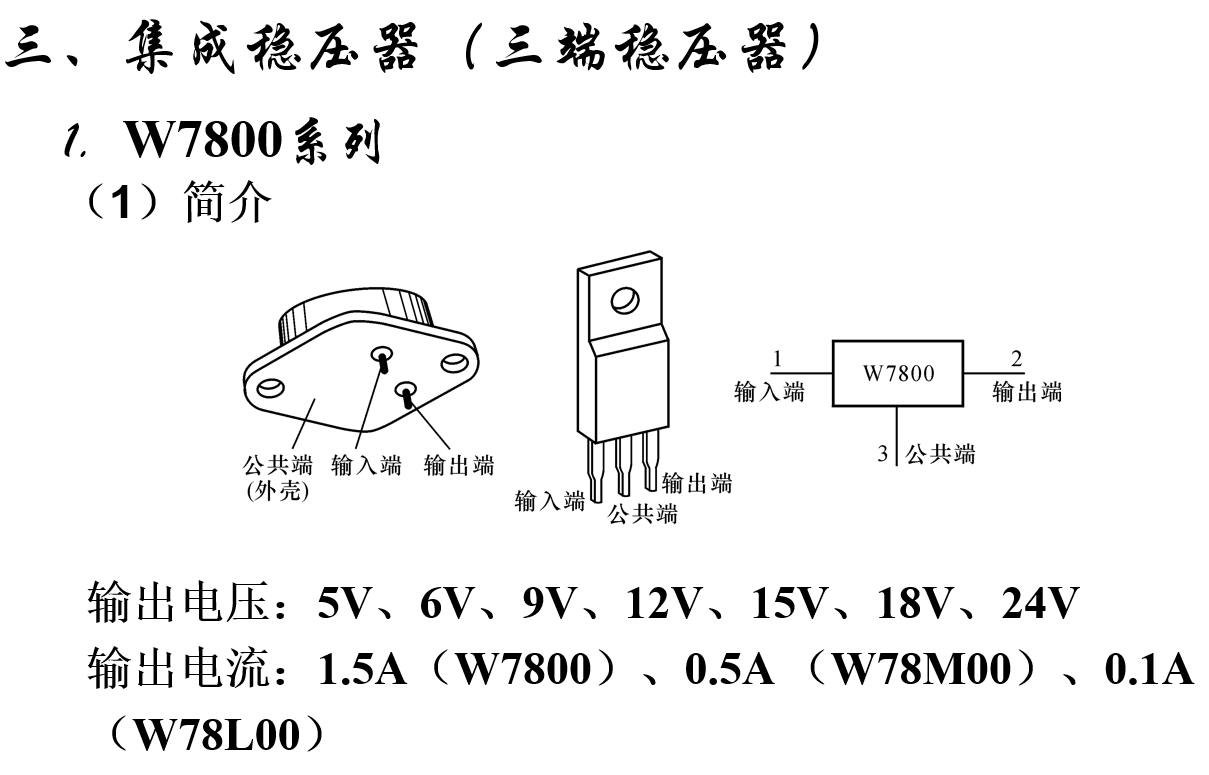 三、集成稳压器（三端稳压器）
1. W7800系列
（1）简介
公共端
(外壳)
输入端
输出端
输入端
公共端
输出端
1
输入端
W7800
2
输出端
3
公共端
输出电压：5V、6V、9V、12V、15V、18V、24V
输出电流：1.5A（W7800）、0.5A （W78M00）、0.1A
（W78L00）